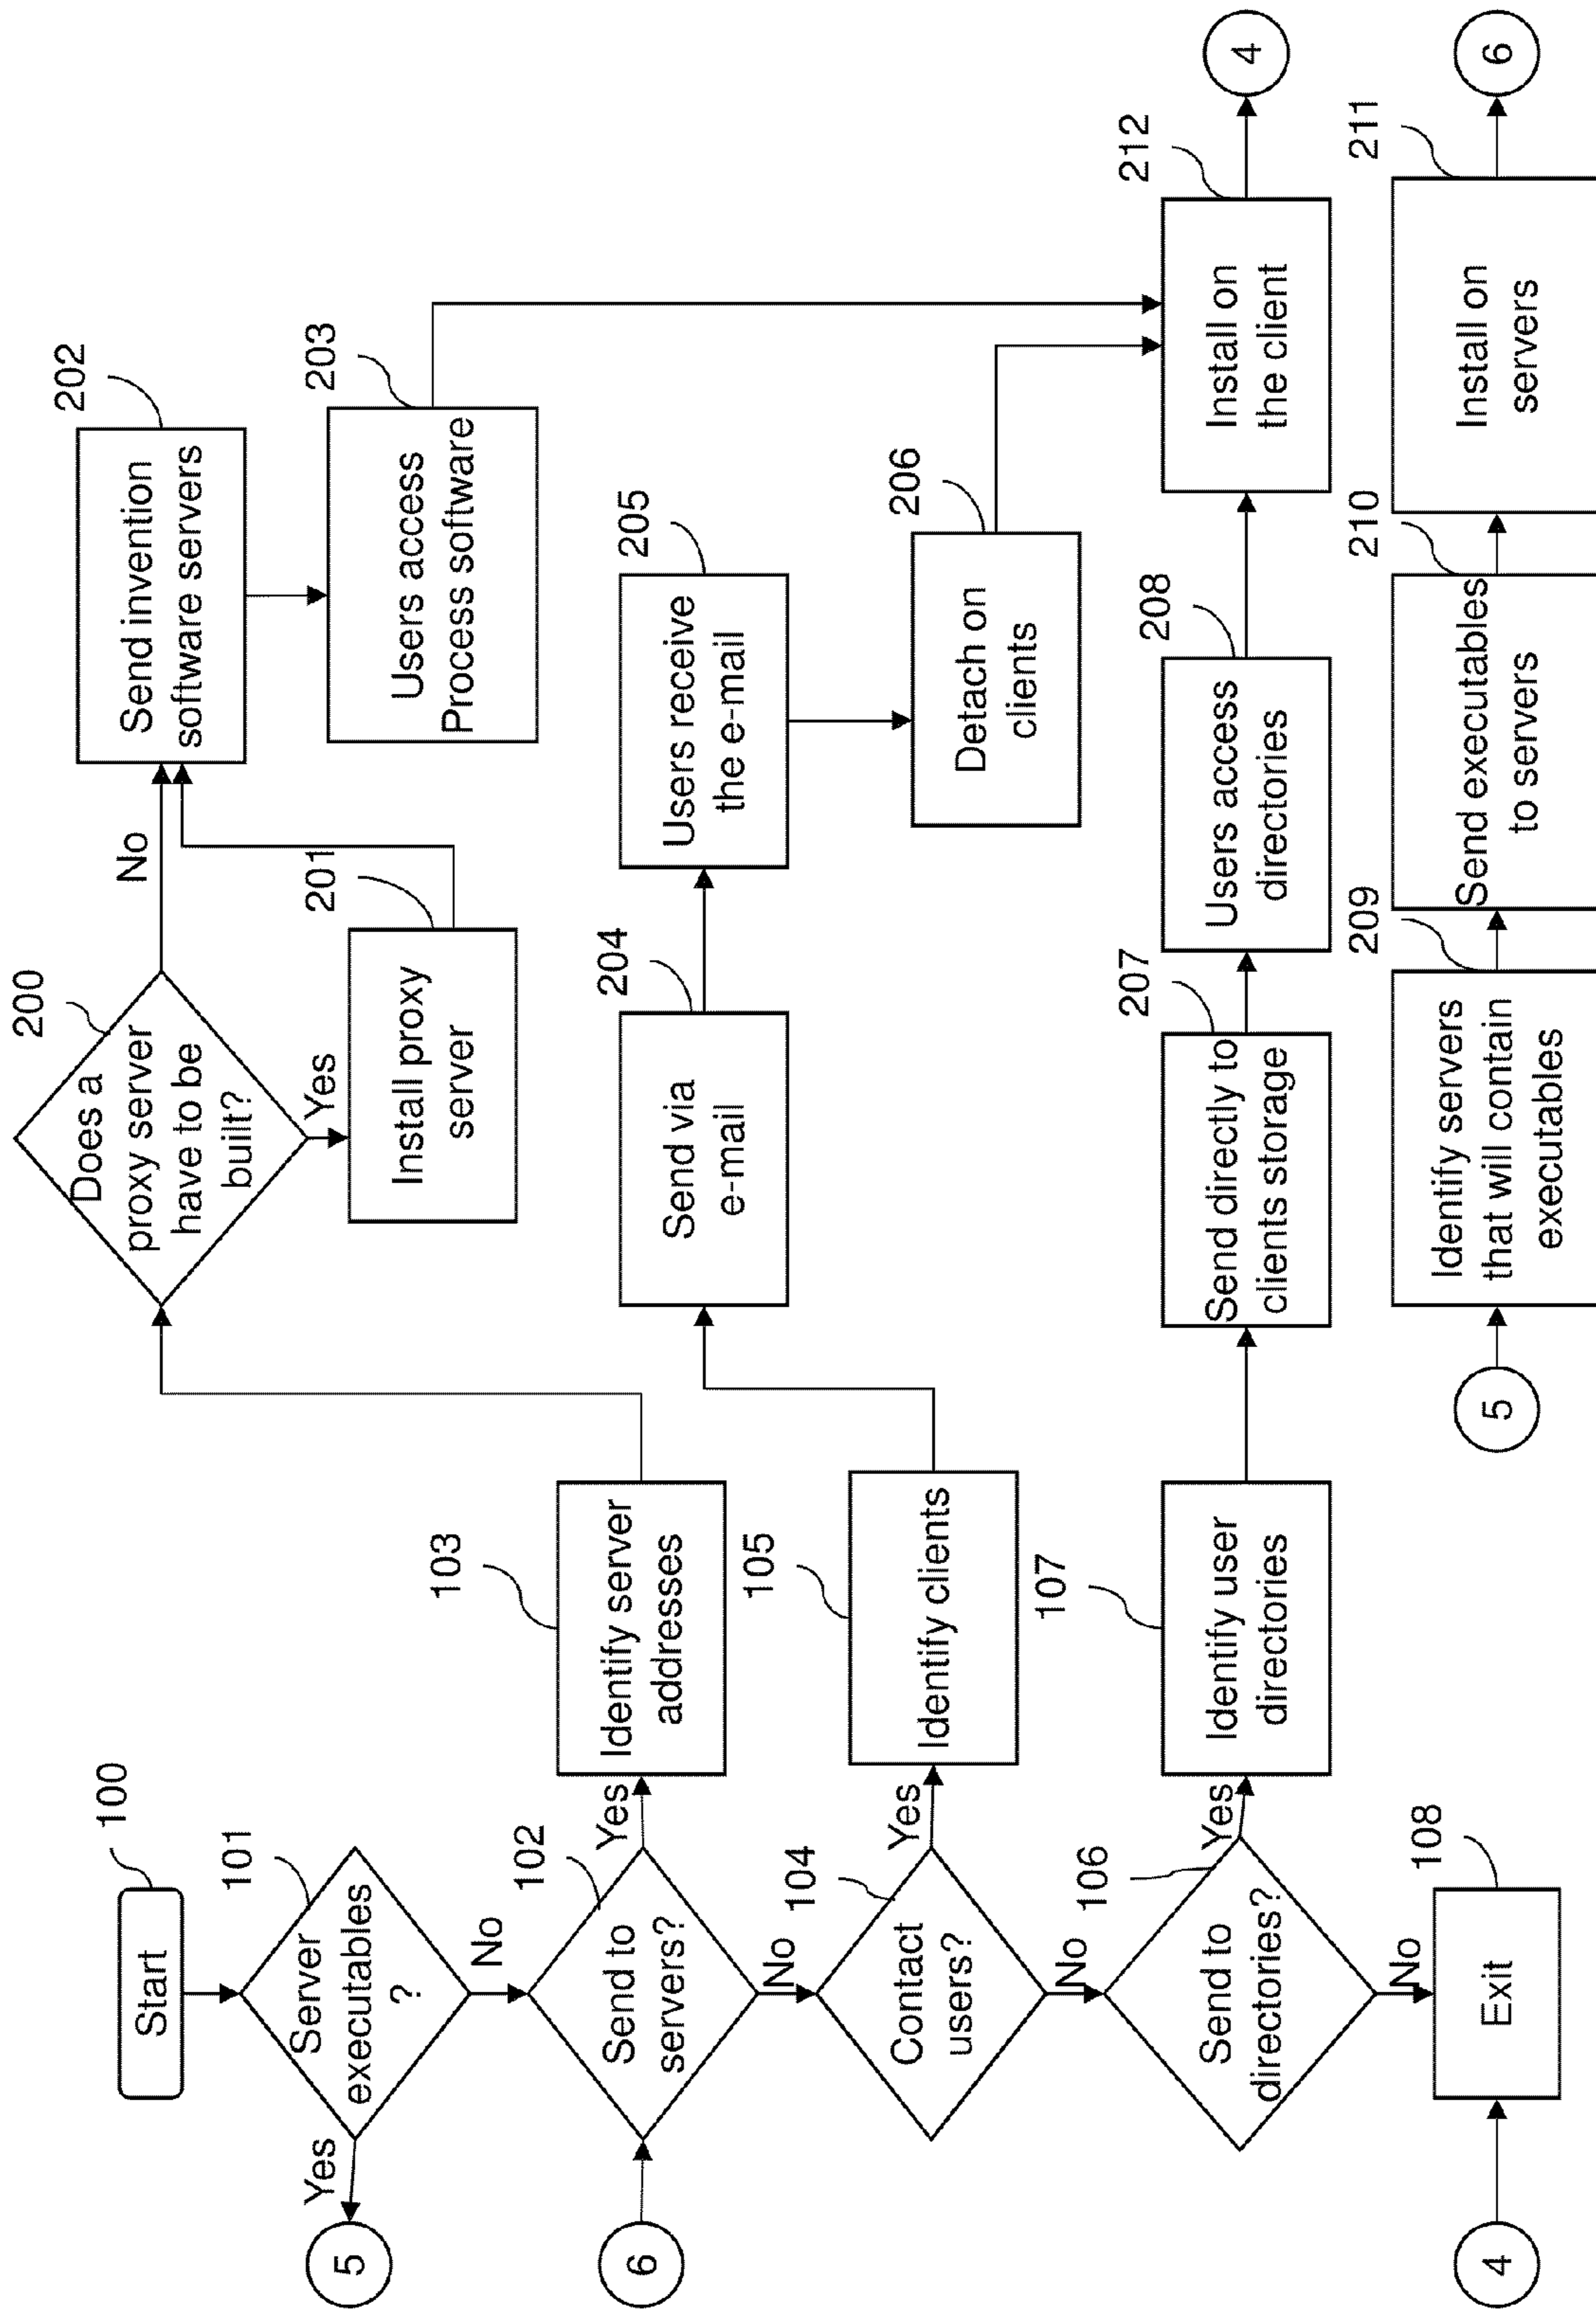 100
Start
101
Server
executables
?
Yes
5
No
102
Send to
servers?
6
Yes
103
Identify server
addresses
No
104
Contact
users?
Yes
105
Identify clients
No
106
Send to
directories?
Yes
107
Identify user
directories
No
108
Exit
4
200
Does a
proxy server
have to be
built?
No
Yes
201
Install proxy
server
202
Send invention
software servers
203
Users access
Process software
204
Send via
e-mail
205
Users receive
the e-mail
206
Detach on
clients
207
Send directly to
clients storage
208
Users access
directories
212
Install on
the client
4
5
209
Identify servers
that will contain
executables
210
Send executables
to servers
211
Install on
servers
6